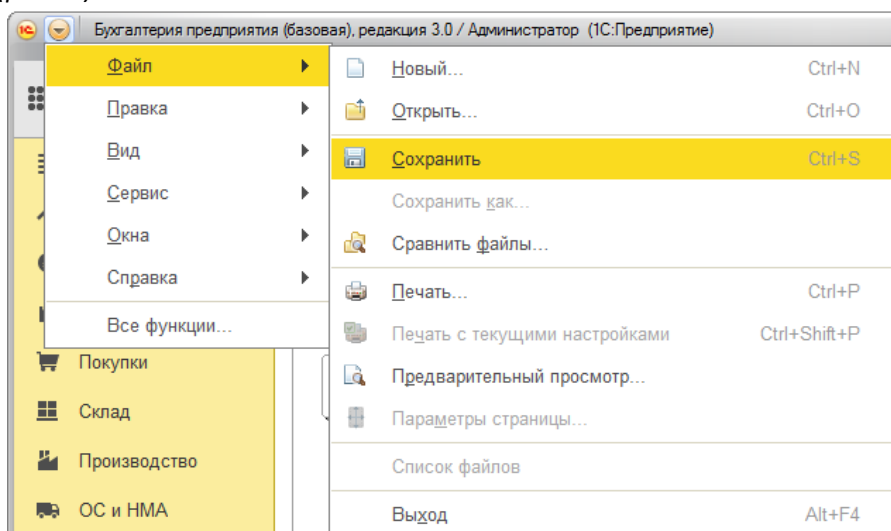 1С Бухгалтерия предприятия (базовая), редакция 3.0 / Администратор (1С:Предприятие)
Файл
Правка
Вид
Сервис
Окна
Справка
Все функции...
Новый... Ctrl+N
Открыть... Ctrl+O
Сохранить Ctrl+S
Сохранить как...
Сравнить файлы...
Печать... Ctrl+P
Печать с текущими настройками Ctrl+Shift+P
Предварительный просмотр...
Параметры страницы...
Список файлов
Выход Alt+F4
Покупки
Склад
Производство
ОС и НМА